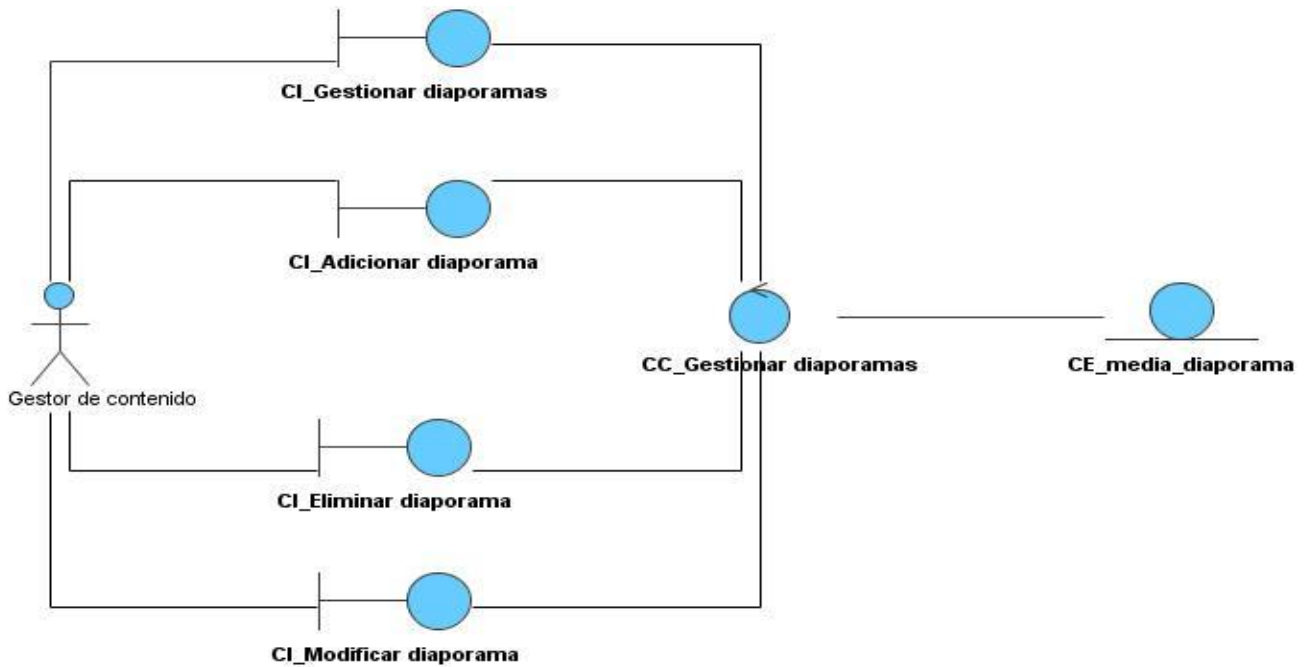 CI_Gestionar diaporamas
CI_Adicionar diaporama
Gestor de contenido
CC_Gestionar diaporamas
CE_media_diaporama
CI_Eliminar diaporama
CI_Modificar diaporama